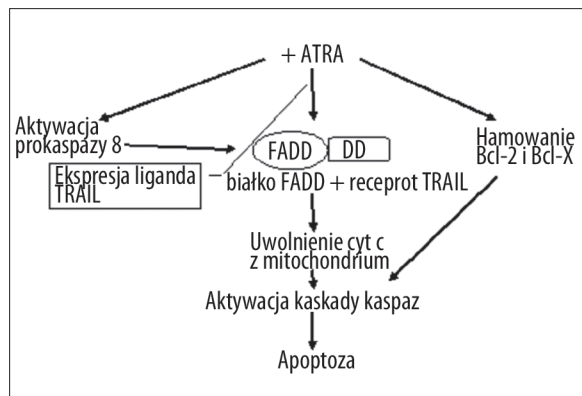 + ATRA
Aktywacja
prokaspazy 8
Ekspresja liganda
TRAIL
FADD
DD
białko FADD + receprot TRAIL
Hamowanie
Bcl-2 i Bcl-X
Uwolnienie cyt c
z mitochondrium
Aktywacja kaskady kaspaz
Apoptoza